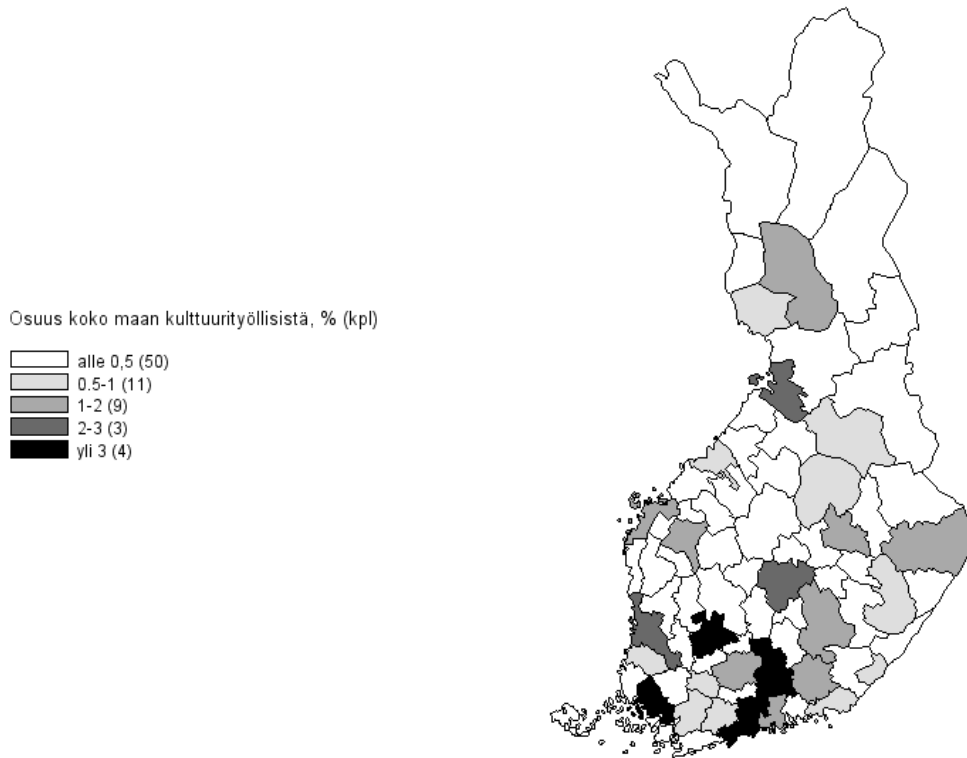 Osuus koko maan kulttuurityöllisistä, % (kpl)
alle 0,5 (50)
0.5-1 (11)
1-2 (9)
2-3 (3)
yli 3 (4)